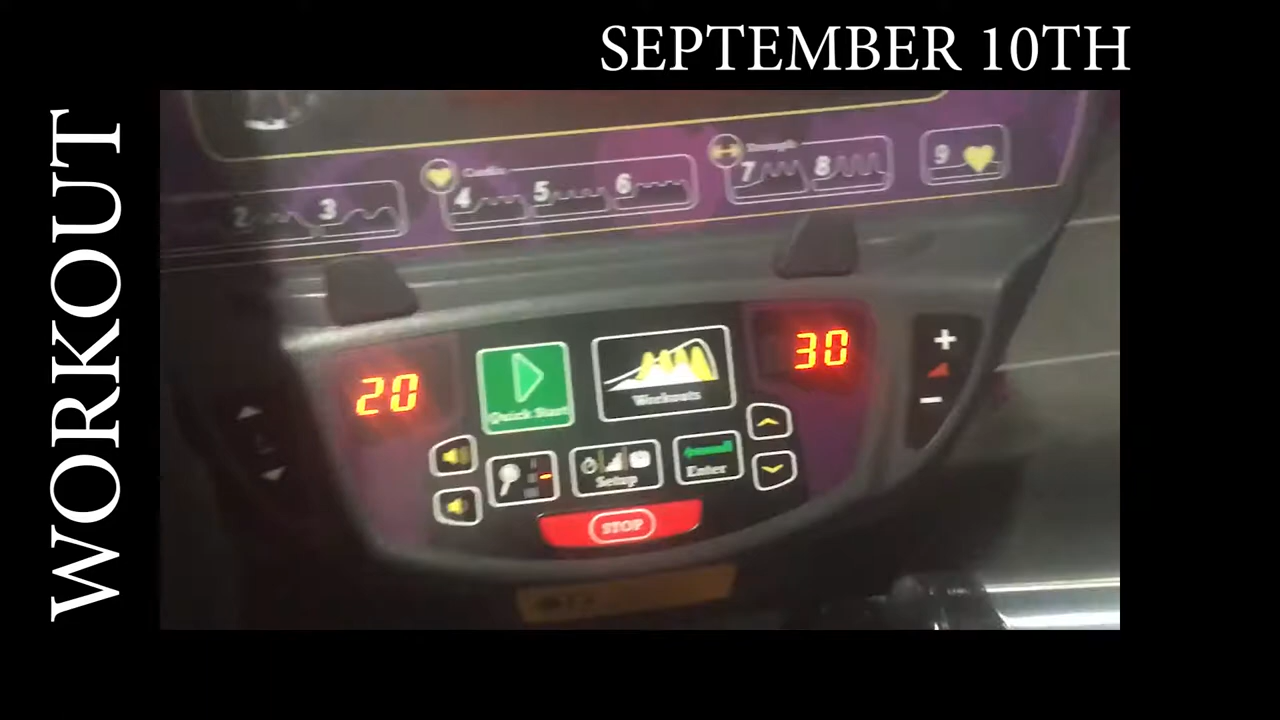 SEPTEMBER 10TH
WORKOUT
2 3
Cardio
4 5 6
Strength
7 8
9
20
Quick Start
Workouts
30
+
-
Setup
Enter
STOP